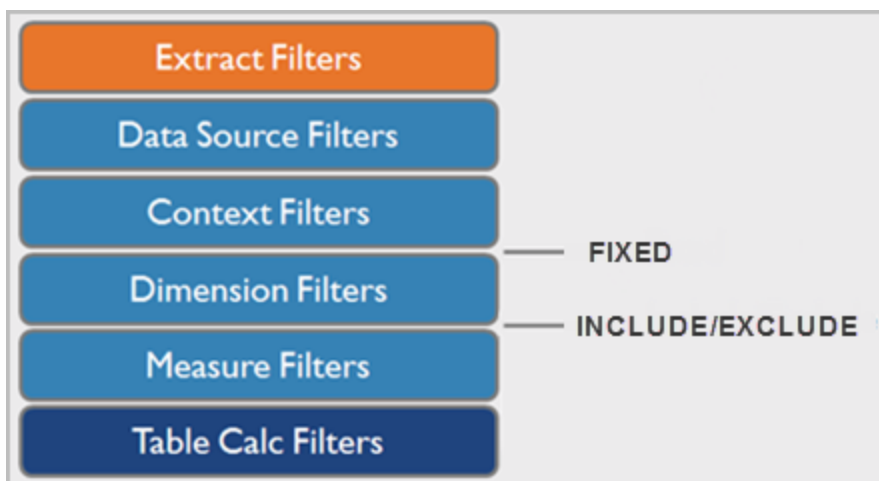 Extract Filters
Data Source Filters
Context Filters
FIXED
Dimension Filters
INCLUDE/EXCLUDE
Measure Filters
Table Calc Filters